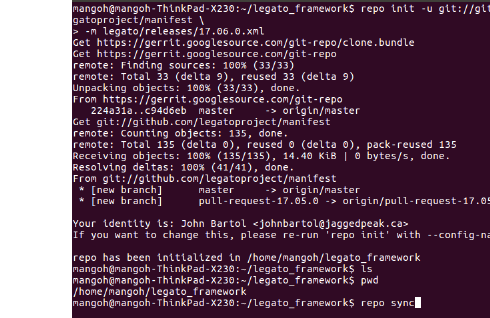 mangoh@mangoh-ThinkPad-X230:~/legato_framework$ repo init -u git://git
gatoproject/manifest \
> -m legato/releases/17.06.0.xml
Get https://gerrit.googlesource.com/git-repo/clone.bundle
Get https://gerrit.googlesource.com/git-repo
remote: Finding sources: 100% (33/33)
remote: Total 33 (delta 9), reused 33 (delta 9)
Unpacking objects: 100% (33/33), done.
From https://gerrit.googlesource.com/git-repo
224a31a..c94d6eb master -> origin/master
Get git://github.com/legatoproject/manifest
remote: Counting objects: 135, done.
remote: Total 135 (delta 0), reused 0 (delta 0), pack-reused 135
Receiving objects: 100% (135/135), 14.40 KiB | 0 bytes/s, done.
Resolving deltas: 100% (41/41), done.
From git://github.com/legatoproject/manifest
* [new branch] master -> origin/master
* [new branch] pull-request-17.05.0 -> origin/pull-request-17.05
Your identity is: John Bartol <johnbartol@jaggedpeak.ca>
If you want to change this, please re-run 'repo init' with --config-na
repo has been initialized in /home/mangoh/legato_framework
mangoh@mangoh-ThinkPad-X230:~/legato_framework$ ls
mangoh@mangoh-ThinkPad-X230:~/legato_framework$ pwd
/home/mangoh/legato_framework
mangoh@mangoh-ThinkPad-X230:~/legato_framework$ repo sync